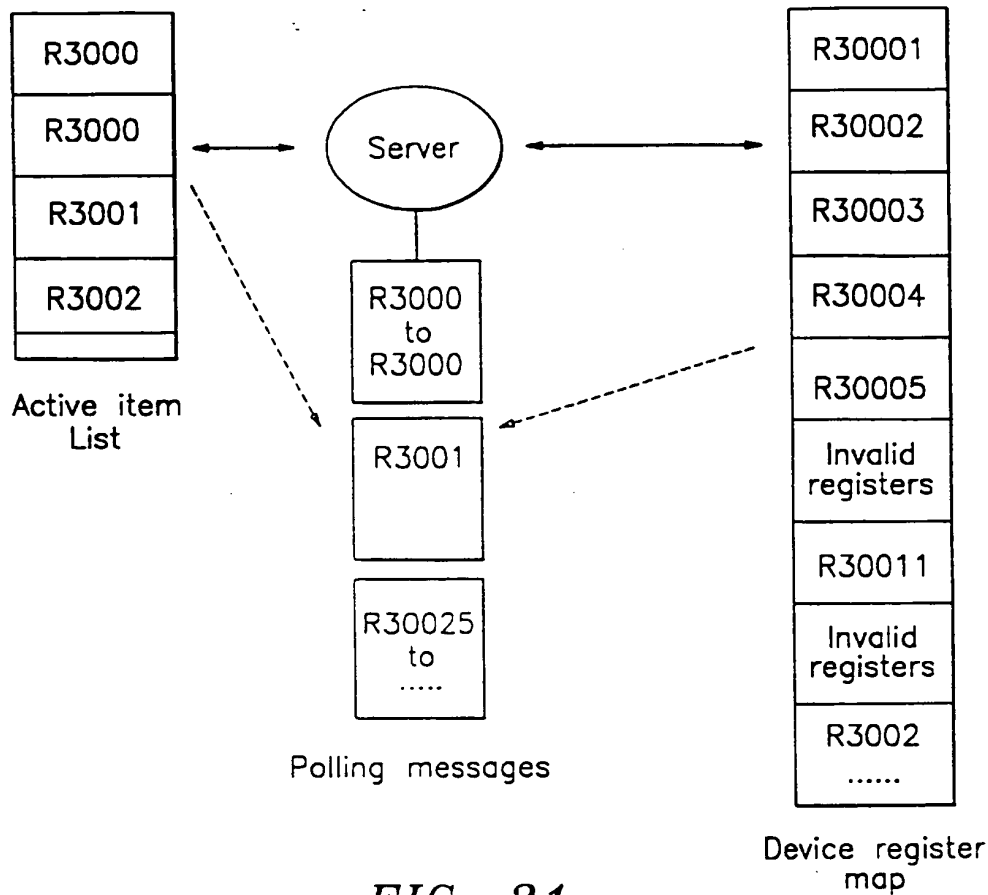 R3000
R3000
R3001
R3002
Active item
List
Server
R3000
to
R3000
R3001
R30025
to
.....
Polling messages
R30001
R30002
R30003
R30004
R30005
Invalid
registers
R30011
Invalid
registers
R3002
......
Device register
map